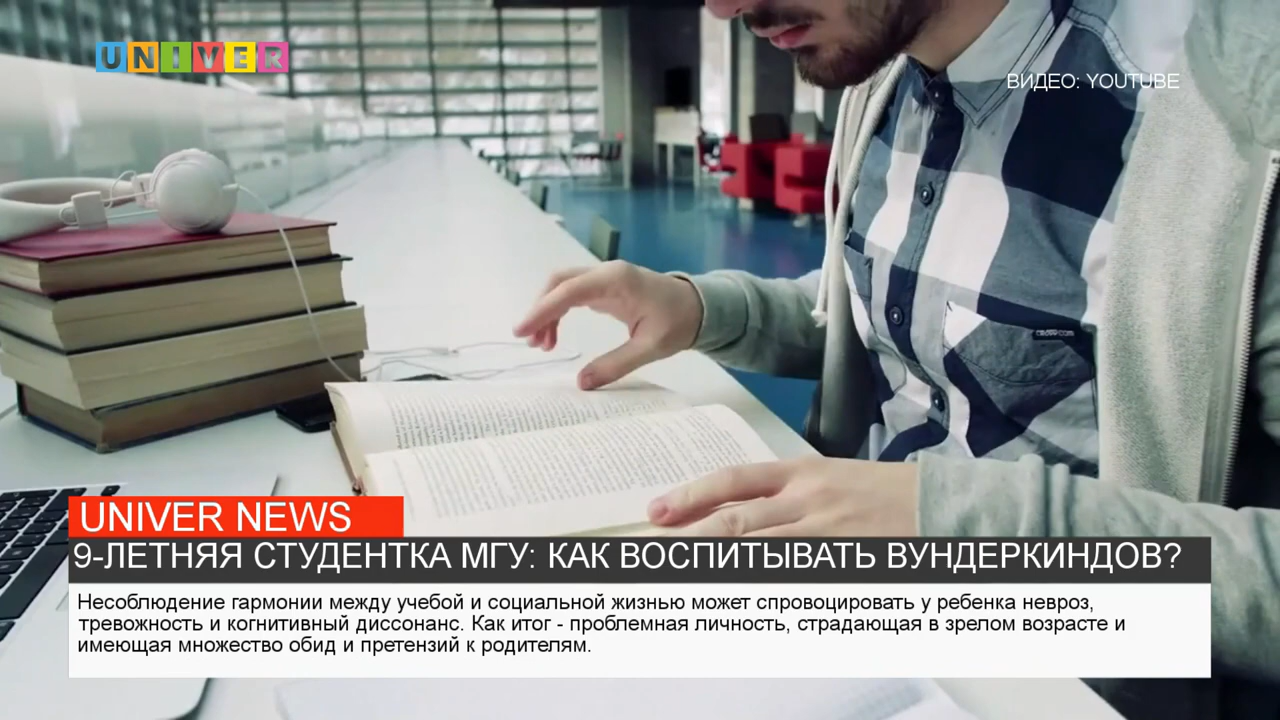 UNIVER
ВИДЕО: YOUTUBE
UNIVER NEWS
9-ЛЕТНЯЯ СТУДЕНТКА МГУ: КАК ВОСПИТЫВАТЬ ВУНДЕРКИНДОВ?
Несоблюдение гармонии между учебой и социальной жизнью может спровоцировать у ребенка невроз,
тревожность и когнитивный диссонанс. Как итог - проблемная личность, страдающая в зрелом возрасте и
имеющая множество обид и претензий к родителям.